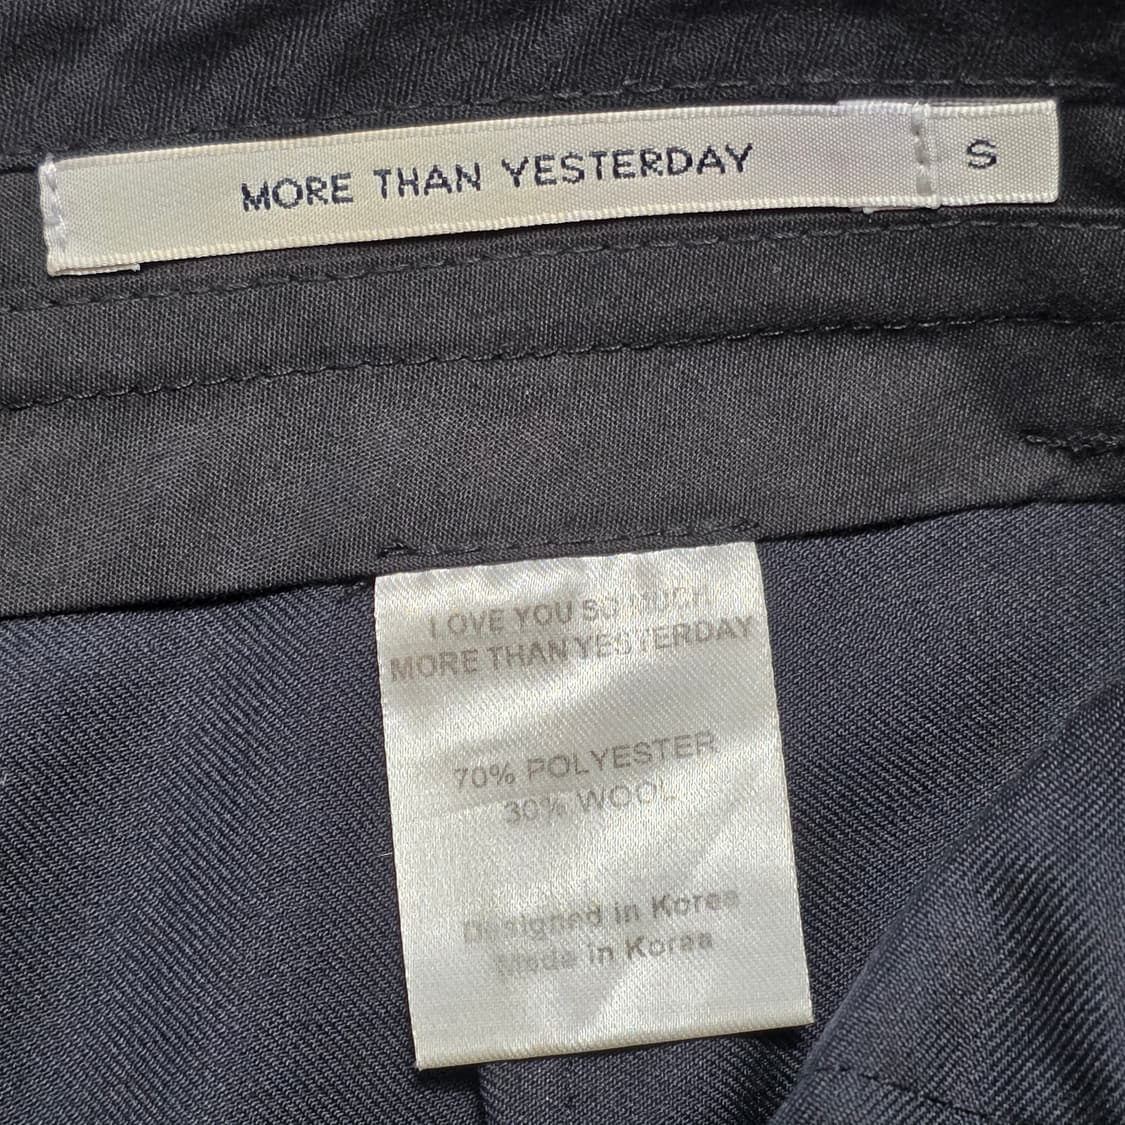 MORE THAN YESTERDAY
S
I LOVE YOU SO MUCH
MORE THAN YESTERDAY
70% POLYESTER
30% WOOL
Designed in Korea
Made in Korea